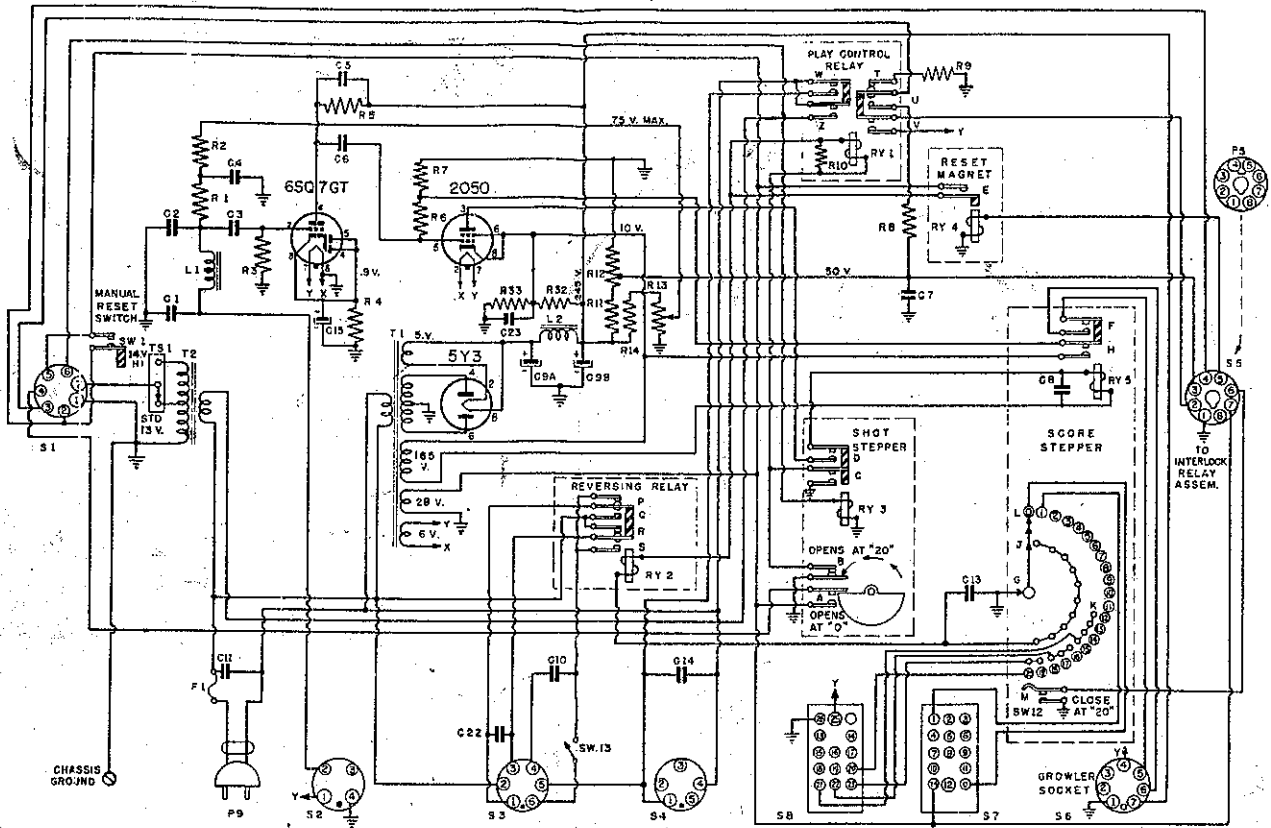 PLAY CONTROL
RELAY
W
T
R9
U
Z
V
Y
RY 1
R10
C5
R5
75 V. MAX.
R2
C4
C6
R7
R1
6SQ7GT
2050
RESET
MAGNET
E
RY 4
P5
C2
C3
R6
10 V.
R8
L1
R3
.9 V.
R4
R12
R13
50 V.
C7
MANUAL
RESET
SWITCH
C1
Y
X
C15
X
Y
R33
R32
345 V.
R11
C23
L2
R14
SW 1
14V
HI
TS 1
T2
T1
5 V.
5Y3
C9A
C9B
F
H
C8
RY 5
S5
STD
13 V.
S1
SHOT
STEPPER
D
C
SCORE
STEPPER
TO
INTERLOCK
RELAY
ASSEM.
165
V.
28 V.
6 V.
Y
X
REVERSING RELAY
P
Q
R
S
RY 2
RY 3
OPENS AT "20"
B
A
OPENS
AT "0"
L
J
G
K
C13
M
SW12
CLOSE
AT "20"
C11
F1
C10
C14
C22
SW.13
Y
CHASSIS
GROUND
P9
Y
S2
S3
S4
S8
S7
GROWLER
SOCKET
Y
S6